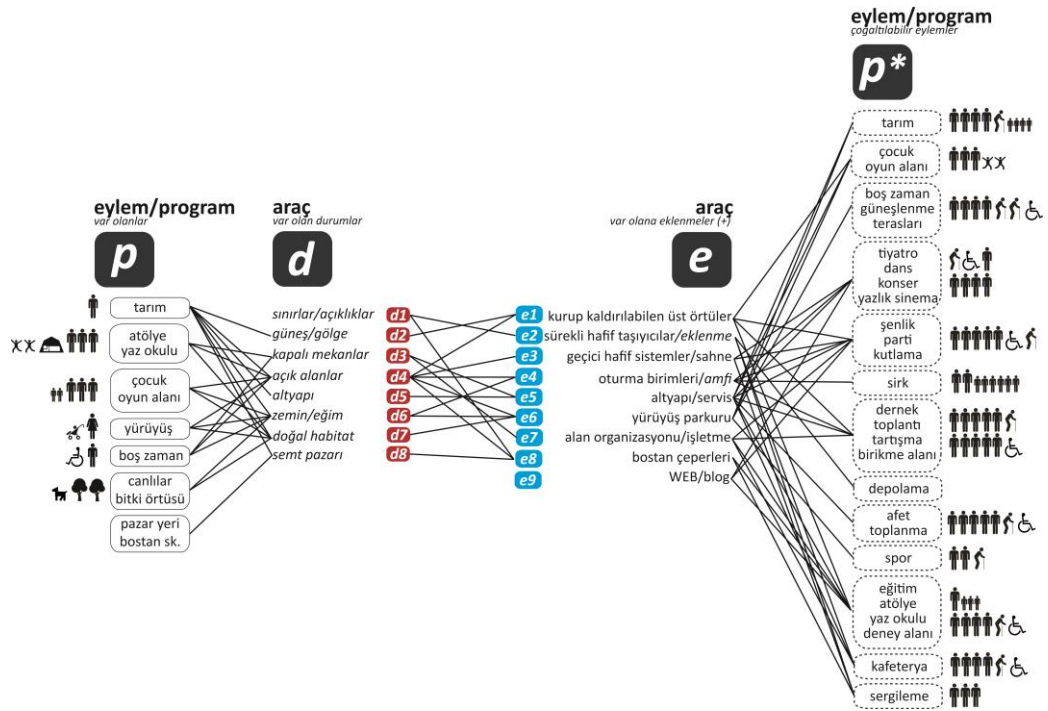 eylem/program
var olanlar
p
tarım
atölye
yaz okulu
çocuk
oyun alanı
yürüyüş
boş zaman
canlılar
bitki örtüsü
pazar yeri
bostan sk.
araç
var olan durumlar
d
sınırlar/açıklıklar
güneş/gölge
kapalı mekanlar
açık alanlar
altyapı
zemin/eğim
doğal habitat
semt pazarı
d1
d2
d3
d4
d5
d6
d7
d8
e1
e2
e3
e4
e5
e6
e7
e8
e9
araç
var olana eklenmeler (+)
e
kurup kaldırılabilen üst örtüler
sürekli hafif taşıyıcılar/eklenme
geçici hafif sistemler/sahne
oturma birimleri/amfi
altyapı/servis
yürüyüş parkuru
alan organizasyonu/işletme
bostan çeperleri
WEB/blog
eylem/program
çoğaltılabilir eylemler
p*
tarım
çocuk
oyun alanı
boş zaman
güneşlenme
terasları
tiyatro
dans
konser
yazlık sinema
şenlik
parti
kutlama
sirk
dernek
toplantı
tartışma
birikme alanı
depolama
afet
toplanma
spor
eğitim
atölye
yaz okulu
deney alanı
kafeterya
sergileme